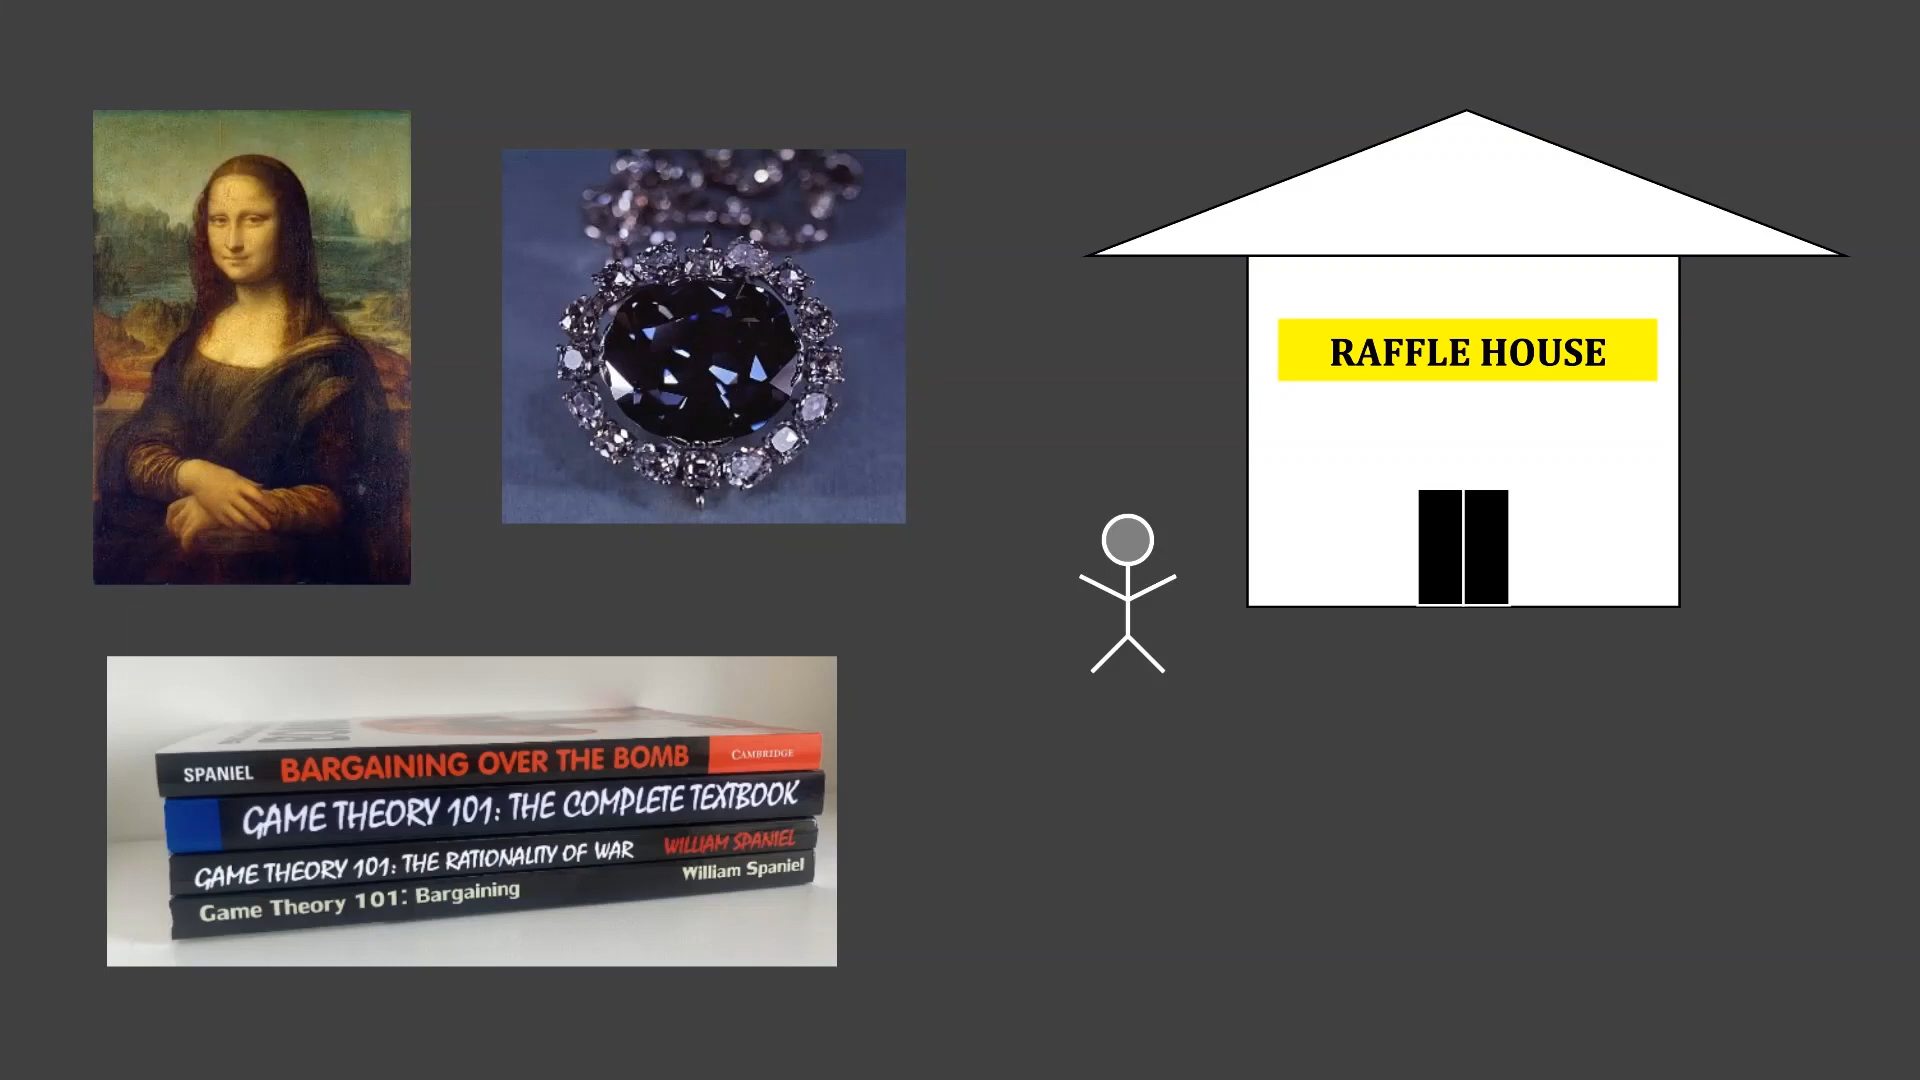 RAFFLE HOUSE
SPANIEL BARGAINING OVER THE BOMB CAMBRIDGE
GAME THEORY 101: THE COMPLETE TEXTBOOK
GAME THEORY 101: THE RATIONALITY OF WAR WILLIAM SPANIEL
Game Theory 101: Bargaining William Spaniel